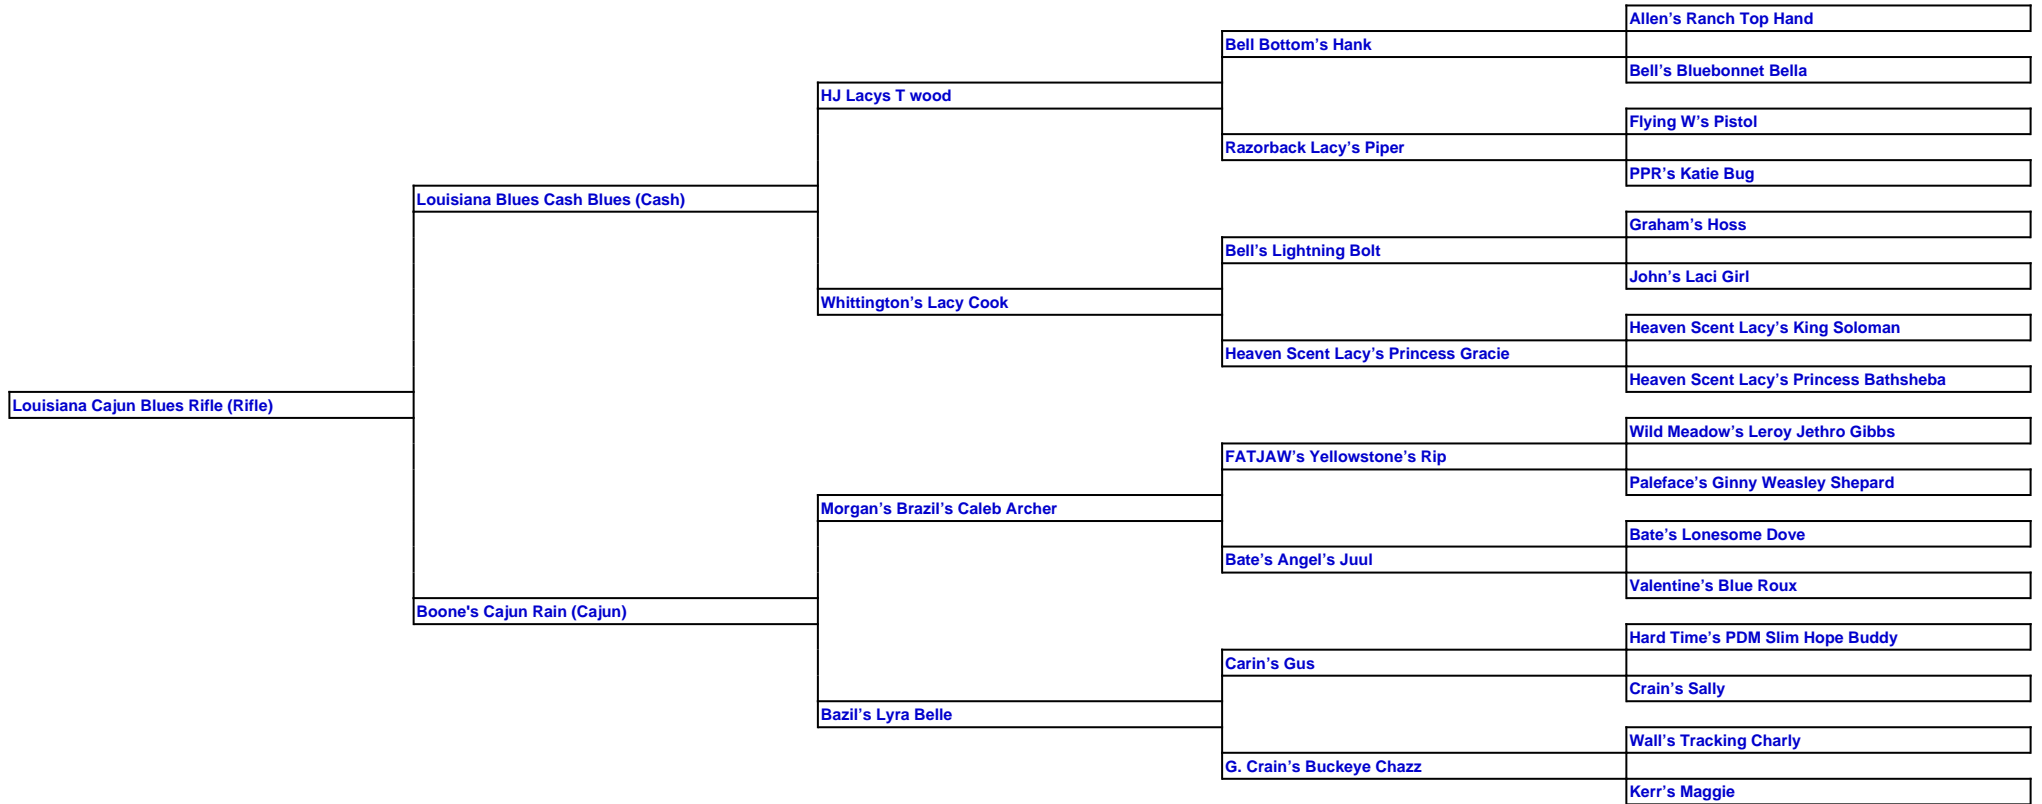 Allen’s Ranch Top Hand
Bell Bottom’s Hank
Bell’s Bluebonnet Bella
HJ Lacys T wood
Flying W’s Pistol
Razorback Lacy’s Piper
PPR’s Katie Bug
Louisiana Blues Cash Blues (Cash)
Graham’s Hoss
Bell’s Lightning Bolt
John’s Laci Girl
Whittington’s Lacy Cook
Heaven Scent Lacy’s King Soloman
Heaven Scent Lacy’s Princess Gracie
Heaven Scent Lacy’s Princess Bathsheba
Louisiana Cajun Blues Rifle (Rifle)
Wild Meadow’s Leroy Jethro Gibbs
FATJAW’s Yellowstone’s Rip
Paleface’s Ginny Weasley Shepard
Morgan’s Brazil’s Caleb Archer
Bate’s Lonesome Dove
Bate’s Angel’s Juul
Valentine’s Blue Roux
Boone's Cajun Rain (Cajun)
Hard Time’s PDM Slim Hope Buddy
Carin’s Gus
Crain’s Sally
Bazil’s Lyra Belle
Wall’s Tracking Charly
G. Crain’s Buckeye Chazz
Kerr’s Maggie